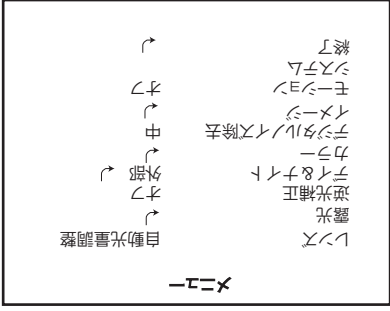 メニュー
レンズ 自動光量調整
露光 ↵
逆光補正 オフ
デイ&ナイト 外部 ↵
カラー ↵
デジタルノイズ除去 中
イメージ ↵
モーション オフ
システム
終了 ↵